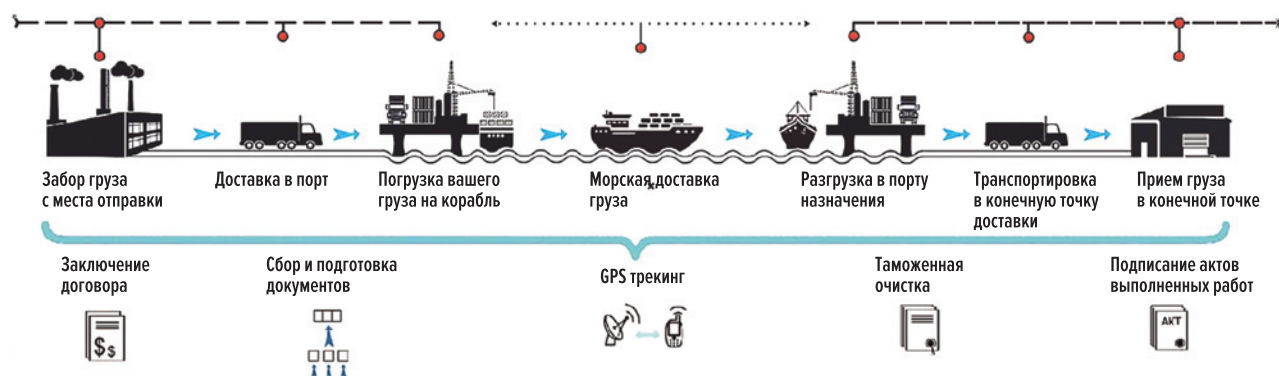 Забор груза
с места отправки
Доставка в порт
Погрузка вашего
груза на корабль
Морская доставка
груза
Разгрузка в порту
назначения
Транспортировка
в конечную точку
доставки
Прием груза
в конечной точке
Заключение
договора
$$
Сбор и подготовка
документов
GPS трекинг
Таможенная
очистка
Подписание актов
выполненных работ
АКТ